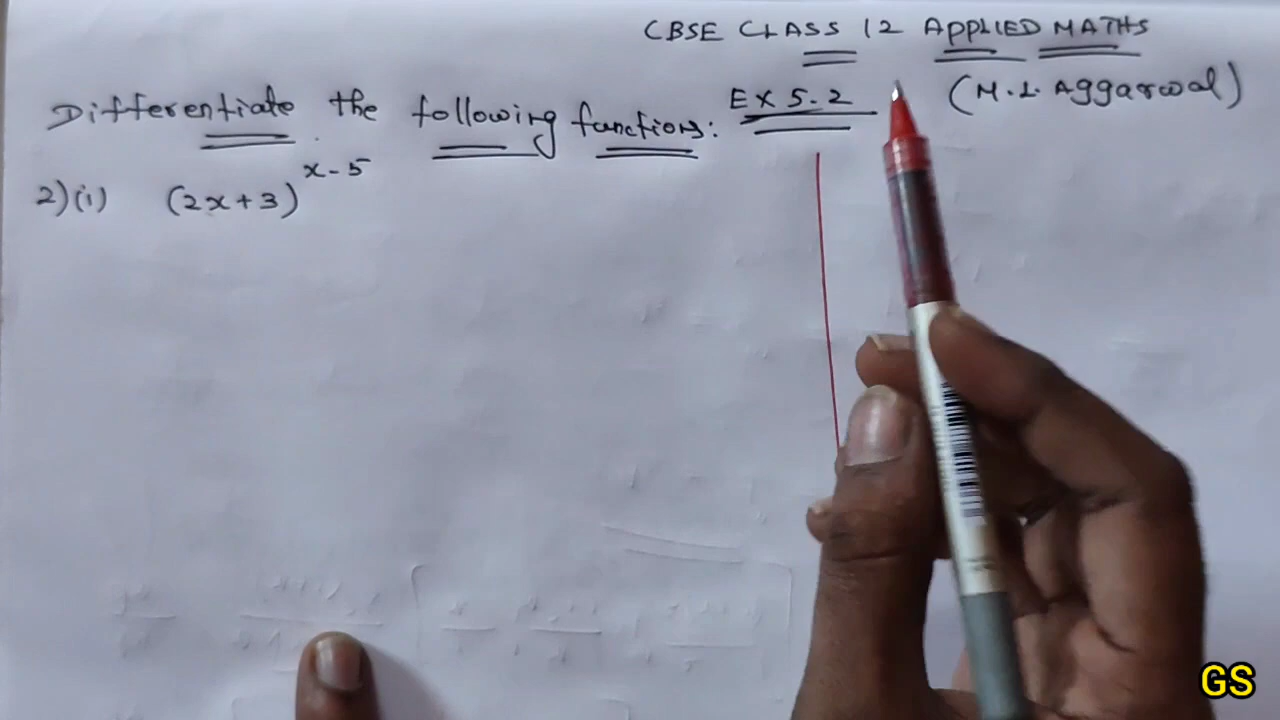 CBSE CLASS 12 APPLIED MATHS
(M.L Aggarwal)
Differentiate the following functions: EX 5.2
2)(i) (2x+3)^{x-5}
GS